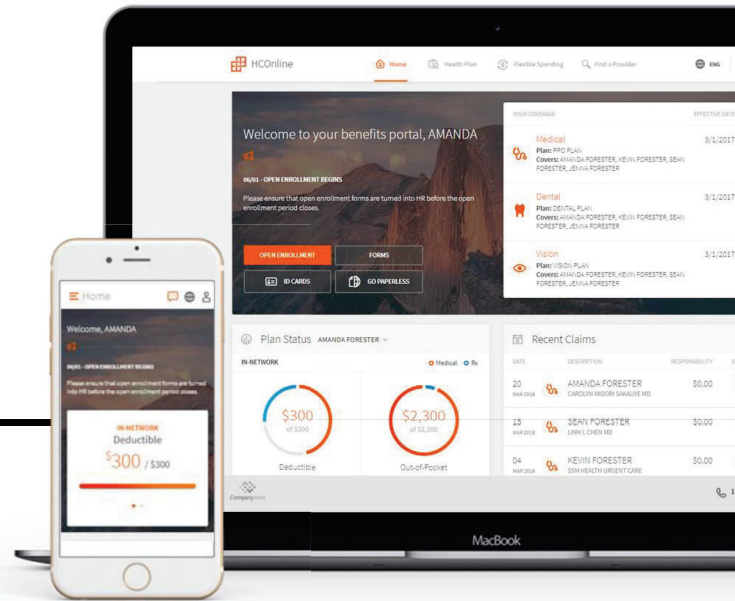 HCOnline
Home
Health Plan
Flexible Spending
Find a Provider
ENG
Welcome to your benefits portal, AMANDA
06/01 - OPEN ENROLLMENT BEGINS
Please ensure that open enrollment forms are turned into HR before the open
enrollment period closes.
OPEN ENROLLMENT
FORMS
ID CARDS
GO PAPERLESS
YOUR COVERAGE
EFFECTIVE DATE
Medical
3/1/2017
Plan: PPO PLAN
Covers: AMANDA FORESTER, KEVIN FORESTER, SEAN
FORESTER, JENNA FORESTER
Dental
3/1/2017
Plan: DENTAL PLAN
Covers: AMANDA FORESTER, KEVIN FORESTER, SEAN
FORESTER, JENNA FORESTER
Vision
3/1/2017
Plan: VISION PLAN
Covers: AMANDA FORESTER, KEVIN FORESTER, SEAN
FORESTER, JENNA FORESTER
Plan Status AMANDA FORESTER
IN-NETWORK
Medical
Rx
$300
of $300
Deductible
$2,300
of $2,300
Out-of-Pocket
Recent Claims
DATE
DESCRIPTION
RESPONSIBILITY
S
20
MAR 2018
AMANDA FORESTER
CAROLYN MIDORI SAKAUYE MD
$0.00
15
MAR 2018
SEAN FORESTER
LINH L CHEN MD
$0.00
04
MAR 2018
KEVIN FORESTER
SSM HEALTH URGENT CARE
$0.00
Company
1
MacBook
Home
Welcome, AMANDA
06/01 - OPEN ENROLLMENT BEGINS
Please ensure that open enrollment forms are turned
into HR before the open enrollment period closes.
IN-NETWORK
Deductible
$300 / $300